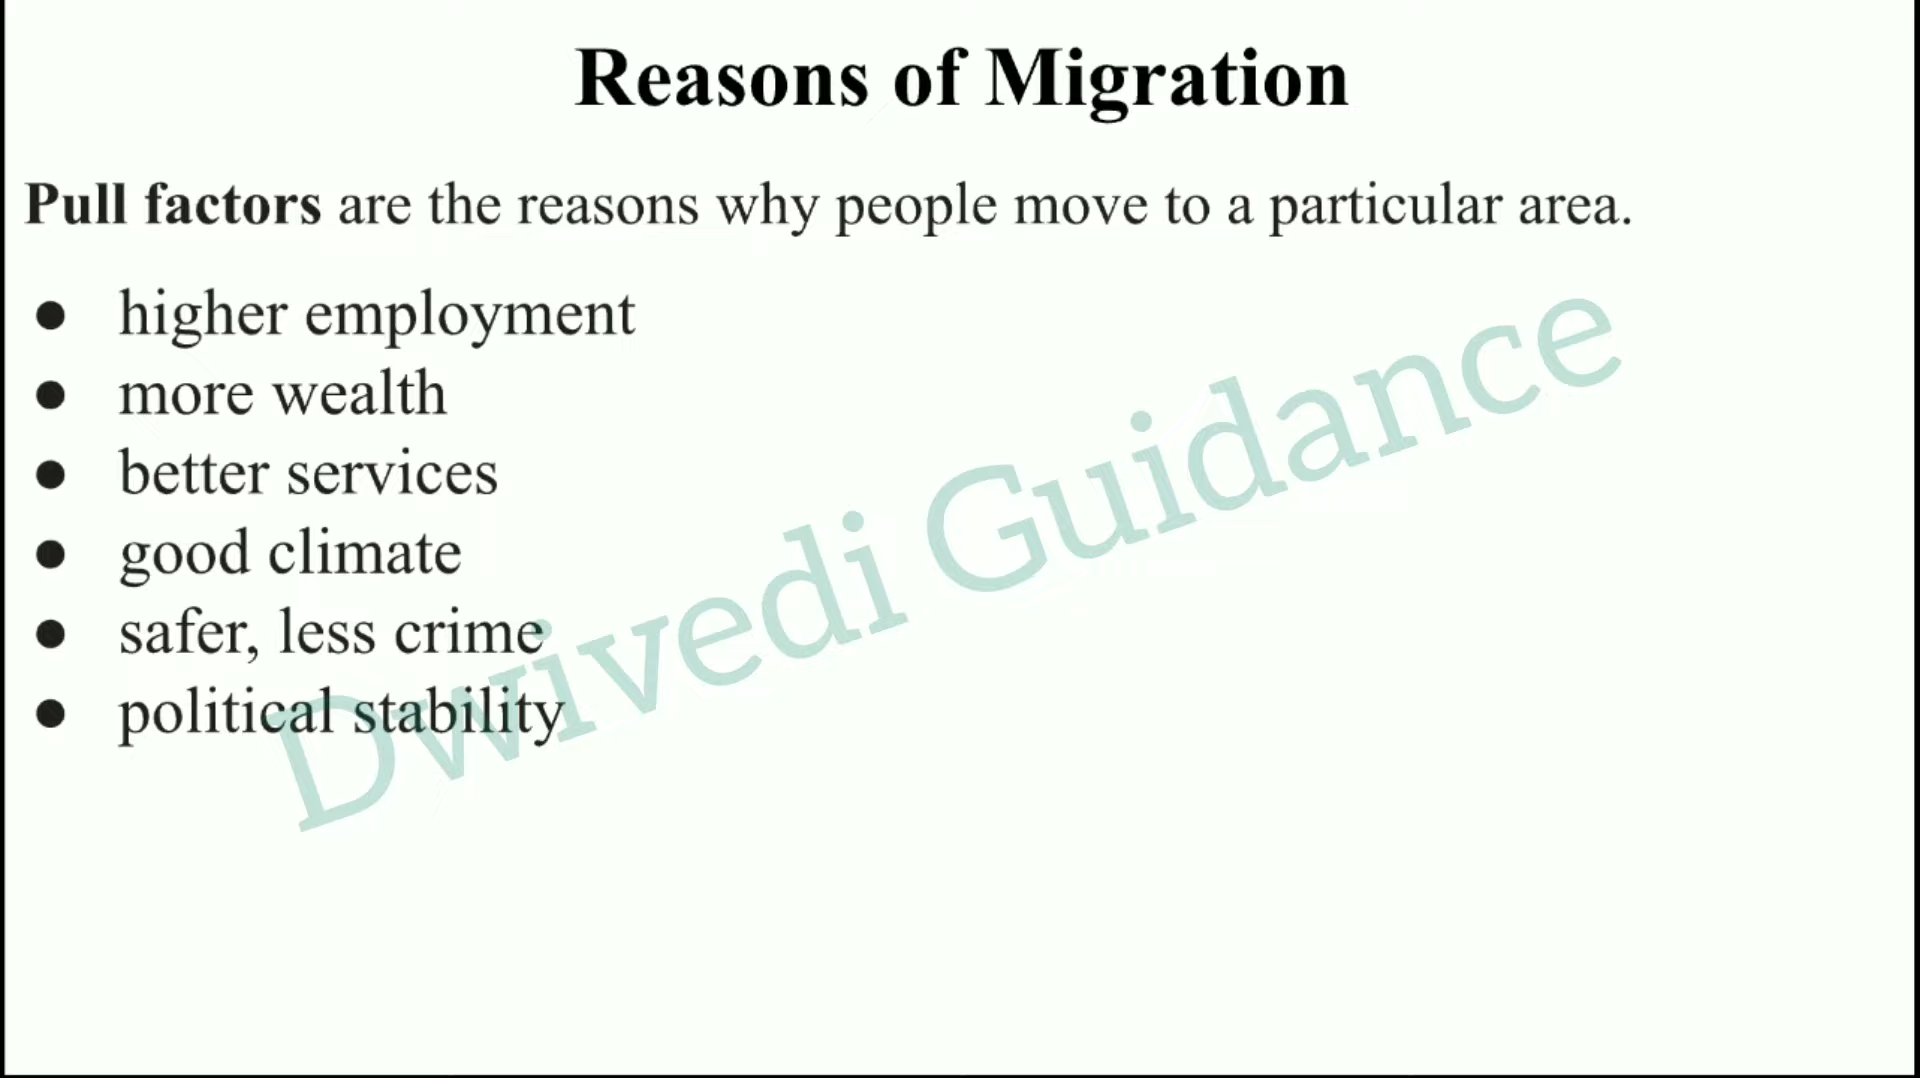 Reasons of Migration
Pull factors are the reasons why people move to a particular area.
● higher employment
● more wealth
● better services
● good climate
● safer, less crime
● political stability
Dwivedi Guidance